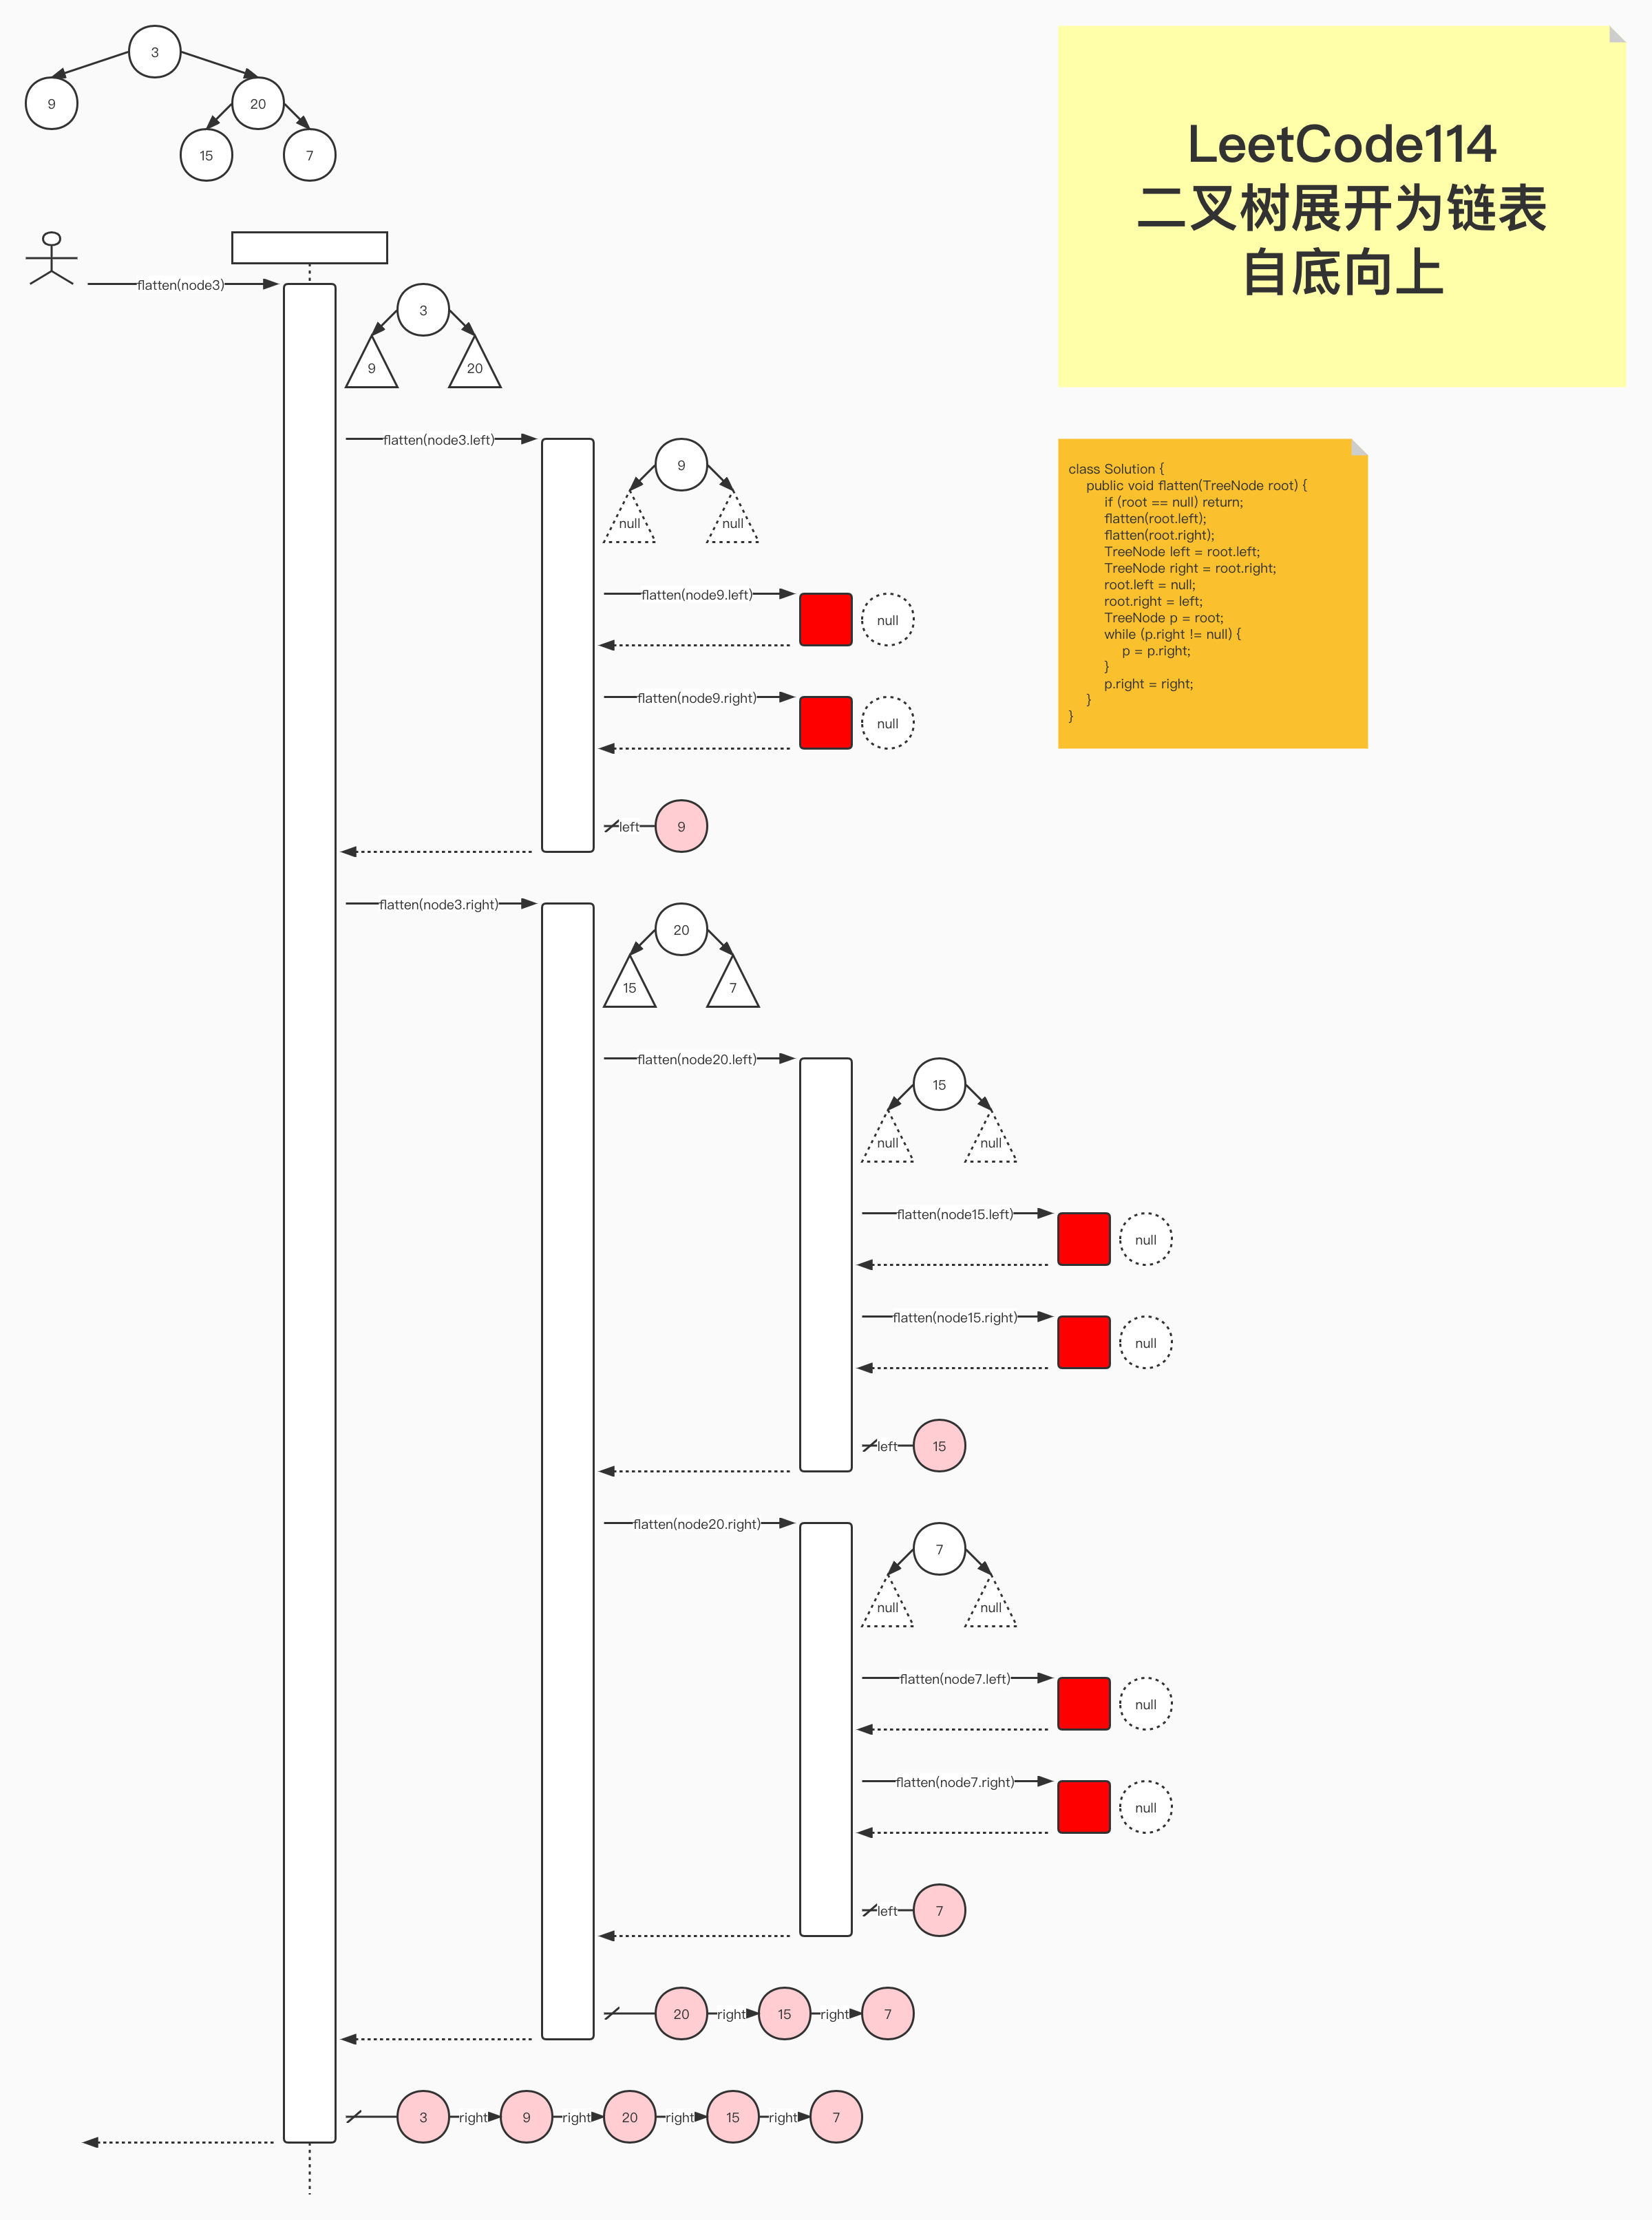 3
9
20
15
7
LeetCode114
二叉树展开为链表
自底向上
flatten(node3)
3
9
20
flatten(node3.left)
9
null
null
class Solution {
public void flatten(TreeNode root) {
if (root == null) return;
flatten(root.left);
flatten(root.right);
TreeNode left = root.left;
TreeNode right = root.right;
root.left = null;
root.right = left;
TreeNode p = root;
while (p.right != null) {
p = p.right;
}
p.right = right;
}
}
flatten(node9.left)
null
flatten(node9.right)
null
left
9
flatten(node3.right)
20
15
7
flatten(node20.left)
15
null
null
flatten(node15.left)
null
flatten(node15.right)
null
left
15
flatten(node20.right)
7
null
null
flatten(node7.left)
null
flatten(node7.right)
null
left
7
20 right 15 right 7
3 right 9 right 20 right 15 right 7